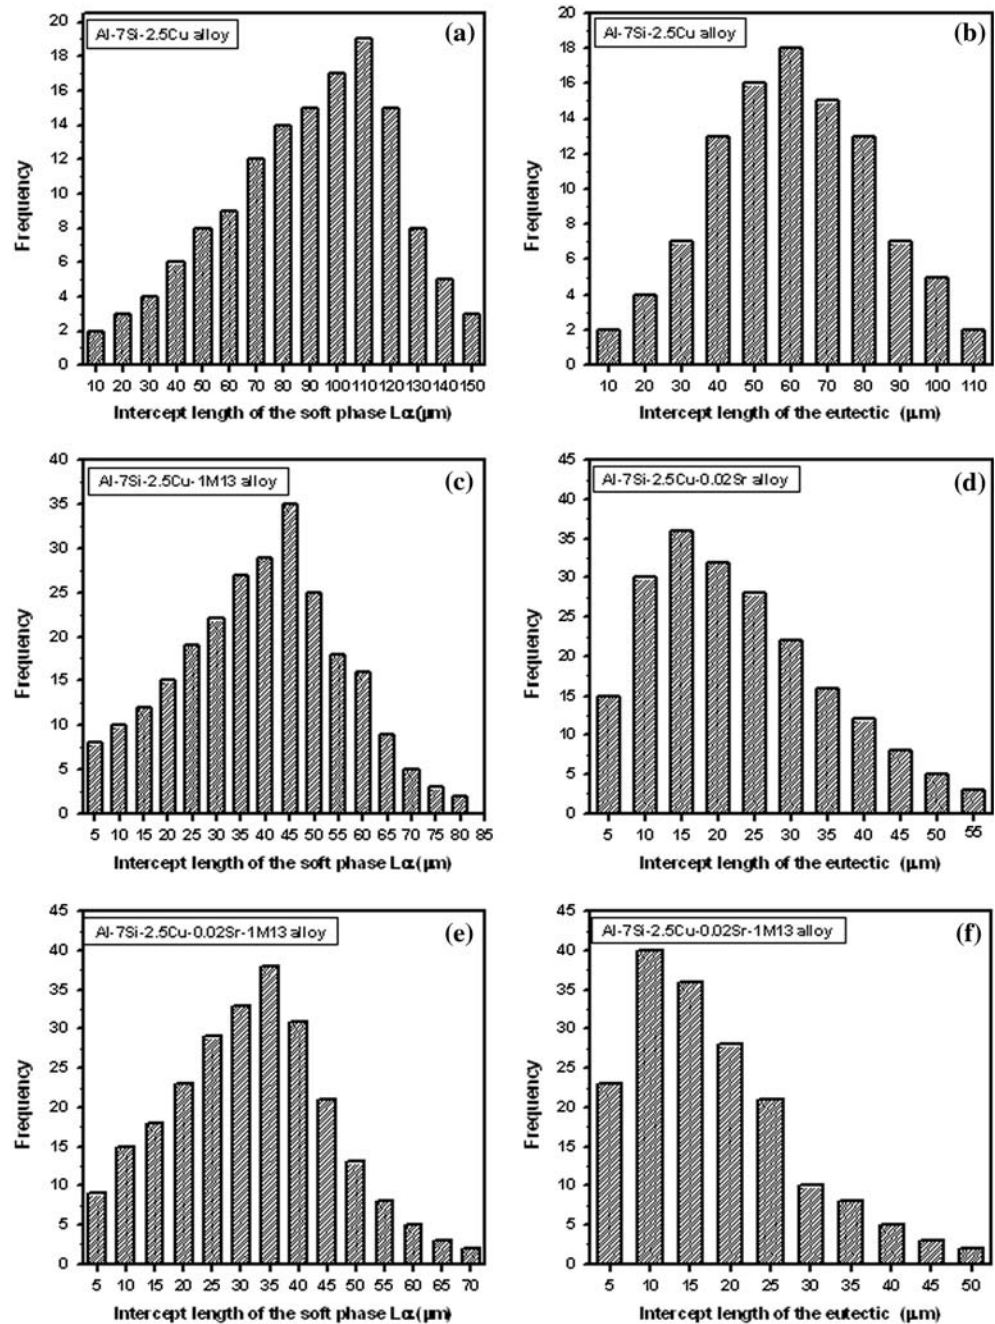 Al-7Si-2.5Cu alloy
(a)
Frequency
20
18
16
14
12
10
8
6
4
2
0
10 20 30 40 50 60 70 80 90 100 110 120 130 140 150
Intercept length of the soft phase Lα(μm)
Al-7Si-2.5Cu alloy
(b)
Frequency
20
18
16
14
12
10
8
6
4
2
0
10 20 30 40 50 60 70 80 90 100 110
Intercept length of the eutectic (μm)
Al-7Si-2.5Cu-1M13 alloy
(c)
Frequency
40
35
30
25
20
15
10
5
0
5 10 15 20 25 30 35 40 45 50 55 60 65 70 75 80 85
Intercept length of the soft phase Lα(μm)
Al-7Si-2.5Cu-0.02Sr alloy
(d)
Frequency
45
40
35
30
25
20
15
10
5
0
5 10 15 20 25 30 35 40 45 50 55
Intercept length of the eutectic (μm)
Al-7Si-2.5Cu-0.02Sr-1M13 alloy
(e)
Frequency
45
40
35
30
25
20
15
10
5
0
5 10 15 20 25 30 35 40 45 50 55 60 65 70
Intercept length of the soft phase Lα(μm)
Al-7Si-2.5Cu-0.02Sr-1M13 alloy
(f)
Frequency
45
40
35
30
25
20
15
10
5
0
5 10 15 20 25 30 35 40 45 50
Intercept length of the eutectic (μm)